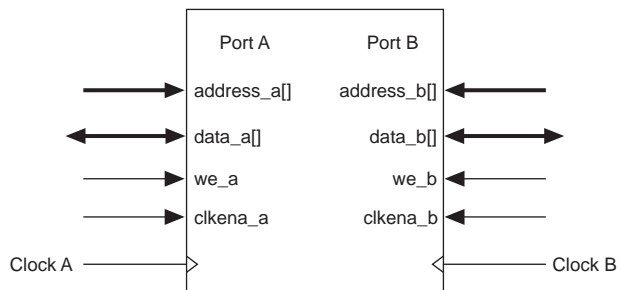 Port A Port B
address_a[] address_b[]
data_a[] data_b[]
we_a we_b
clkena_a clkena_b
Clock A Clock B